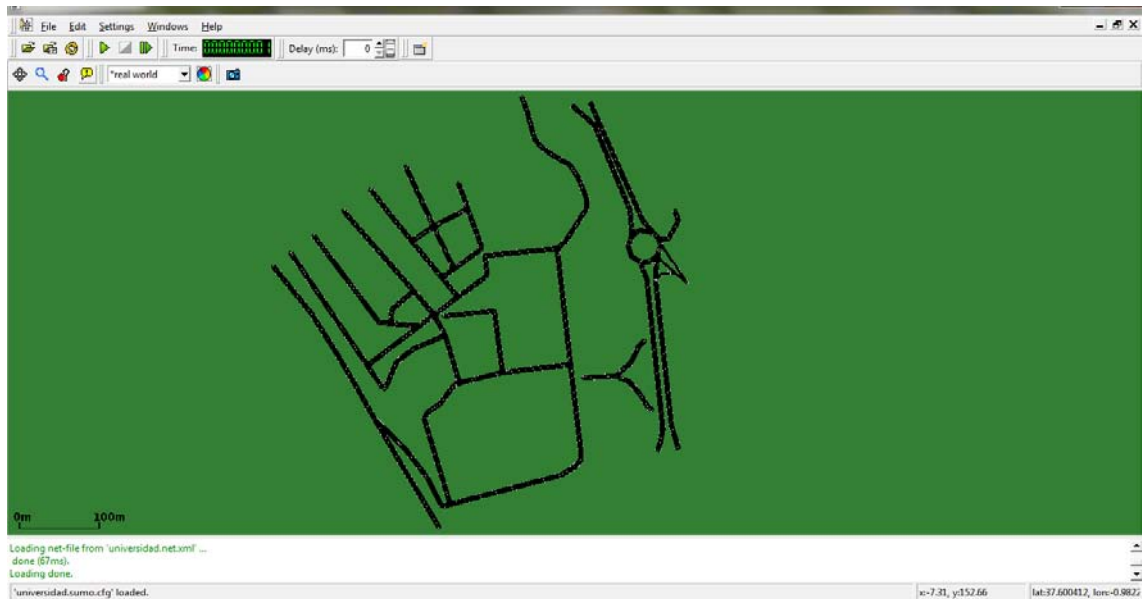 File Edit Settings Windows Help
Time: Delay (ms): 0
*real world
0m 100m
Loading net-file from 'universidad.net.xml' ...
done (67ms).
Loading done.
'universidad.sumo.cfg' loaded.
x:-7.31, y:152.66
lat:37.600412, lon:-0.9822